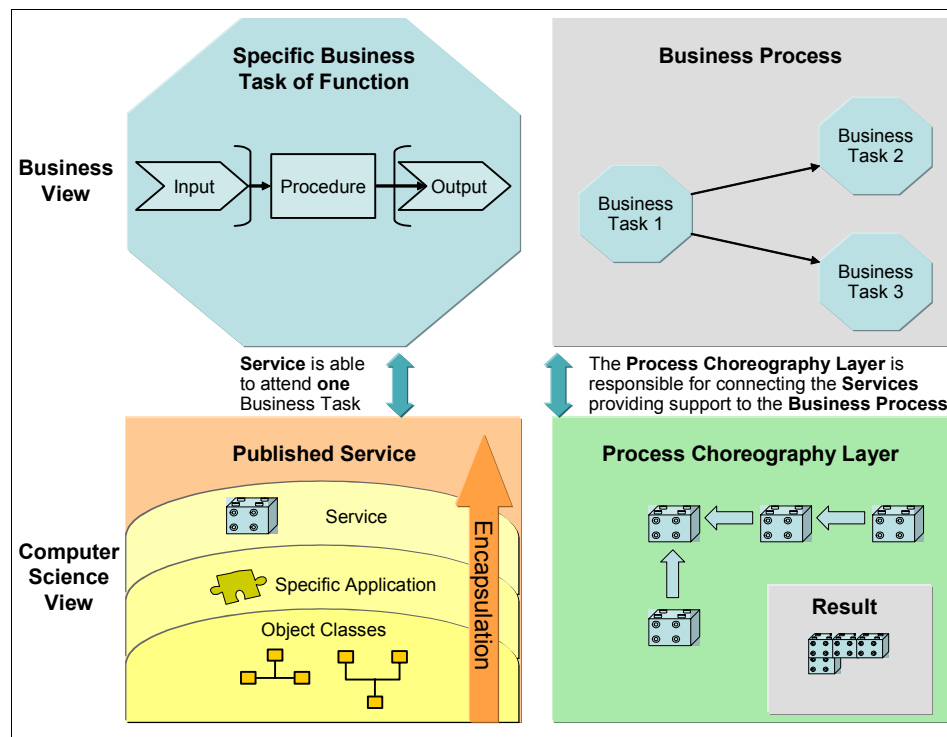 Specific Business
Task of Function
Business Process
Business
View
Input
Procedure
Output
Business
Task 1
Business
Task 2
Business
Task 3
Service is able
to attend one
Business Task
The Process Choreography Layer is
responsible for connecting the Services
providing support to the Business Process
Computer
Science
View
Published Service
Service
Specific Application
Object Classes
Encapsulation
Process Choreography Layer
Result